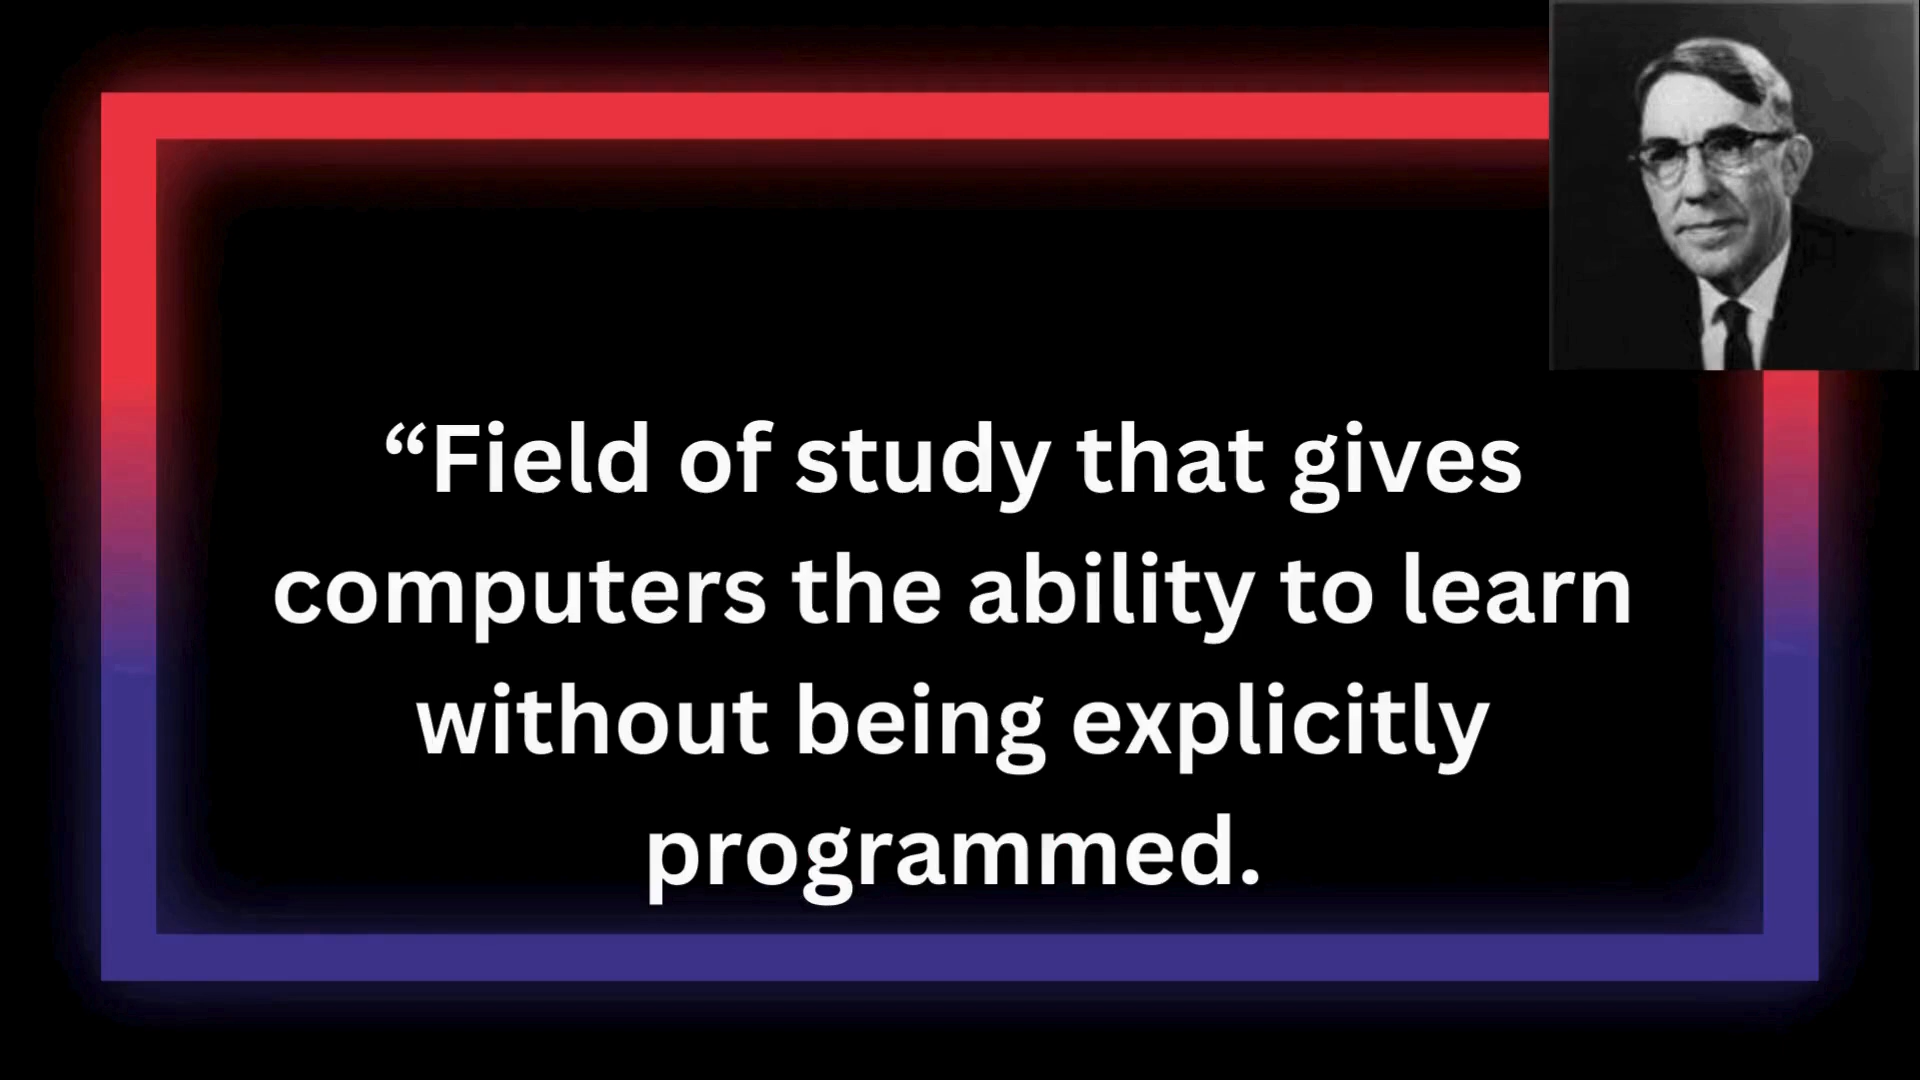 “Field of study that gives
computers the ability to learn
without being explicitly
programmed.